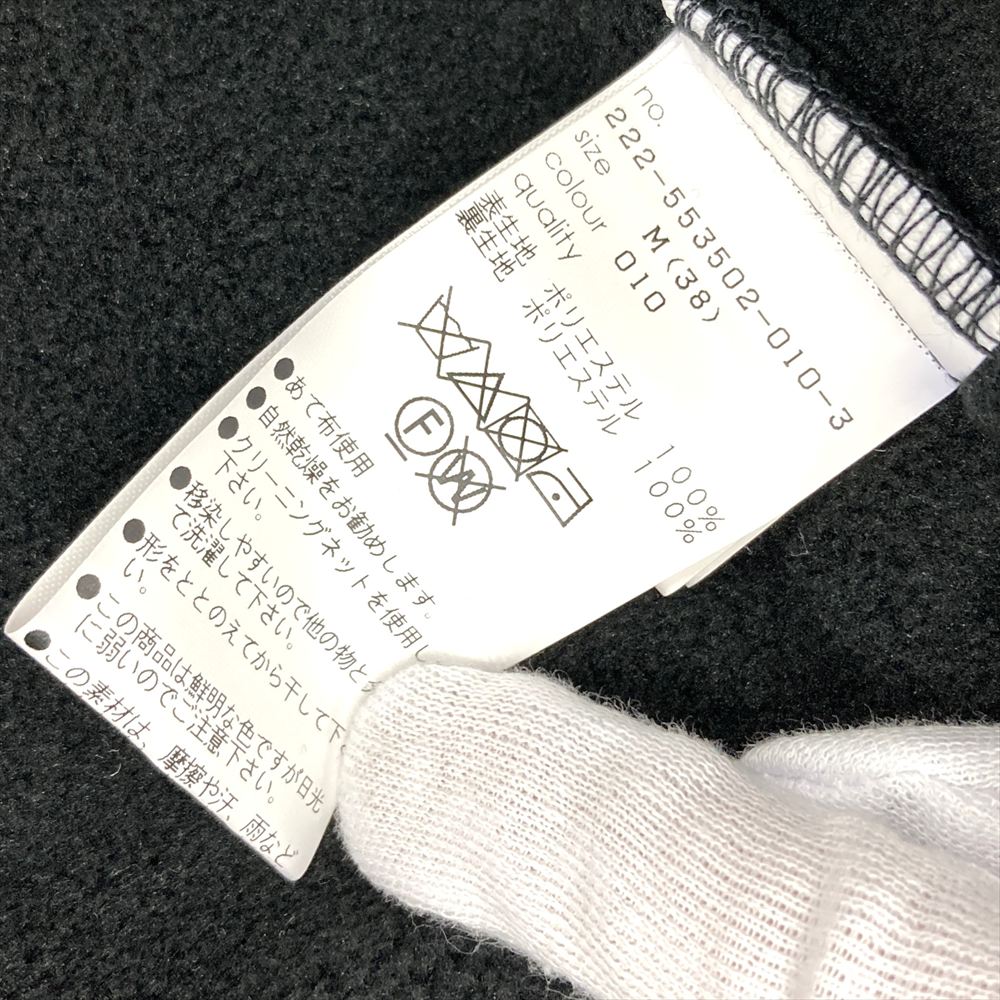 no.
222-553502-010-3
size M(38)
colour 010
quality
表生地 ポリエステル 100%
裏生地 ポリエステル 100%
F
W
●あて布使用
●自然乾燥をお勧めします。
●クリーニングネットを使用し
下さい。
●移染しやすいので他の物と
で洗濯して下さい。
●形をととのえてから干して下
い。
●この商品は鮮明な色ですが日光
に弱いのでご注意下さい。
●この素材は、摩擦や汗、雨など